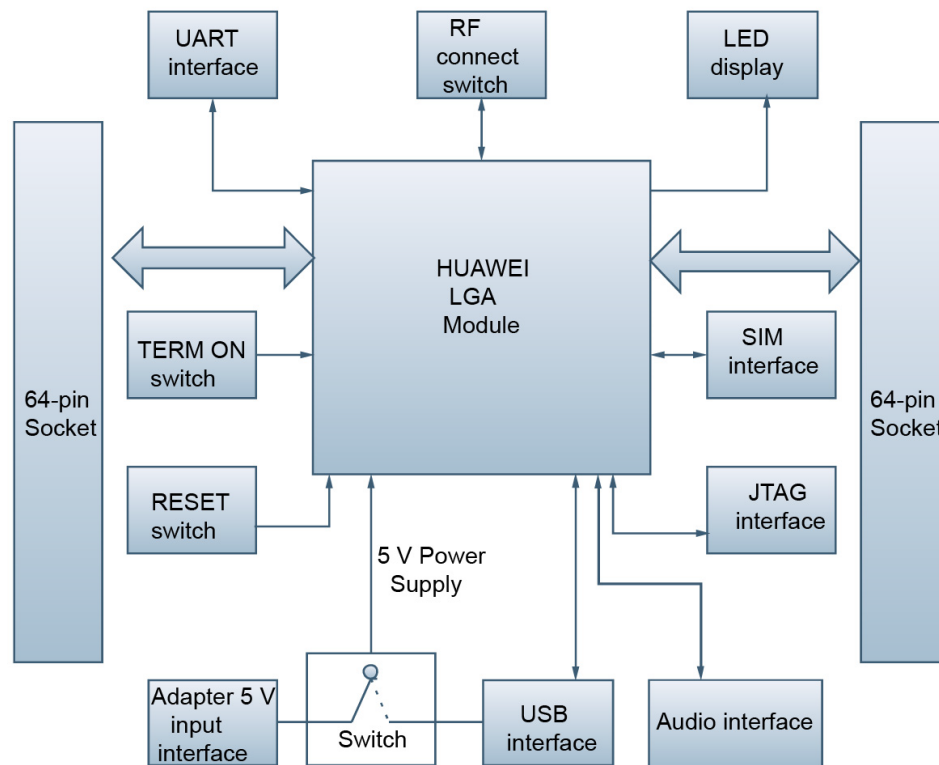 UART
interface
RF
connect
switch
LED
display
HUAWEI
LGA
Module
TERM ON
switch
SIM
interface
64-pin
Socket
64-pin
Socket
RESET
switch
JTAG
interface
5 V Power
Supply
Adapter 5 V
input
interface
Switch
USB
interface
Audio interface